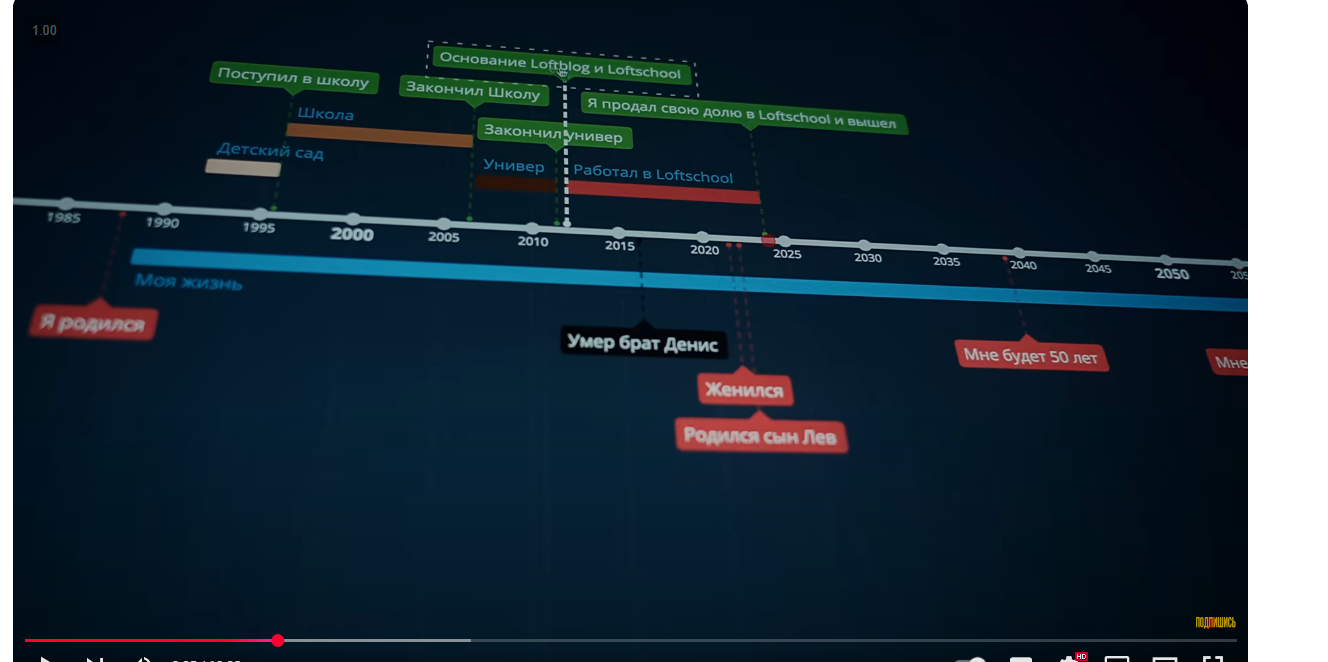 1.00
Основание Loftblog и Loftschool
Поступил в школу
Закончил Школу
Я продал свою долю в Loftschool и вышел
Школа
Закончил универ
Детский сад
Универ
Работал в Loftschool
1985
1990
1995
2000
2005
2010
2015
2020
2025
2030
2035
2040
2045
2050
Моя жизнь
Я родился
Умер брат Денис
Мне будет 50 лет
Мне
Женился
Родился сын Лев
ПОДПИШИСЬ
HD